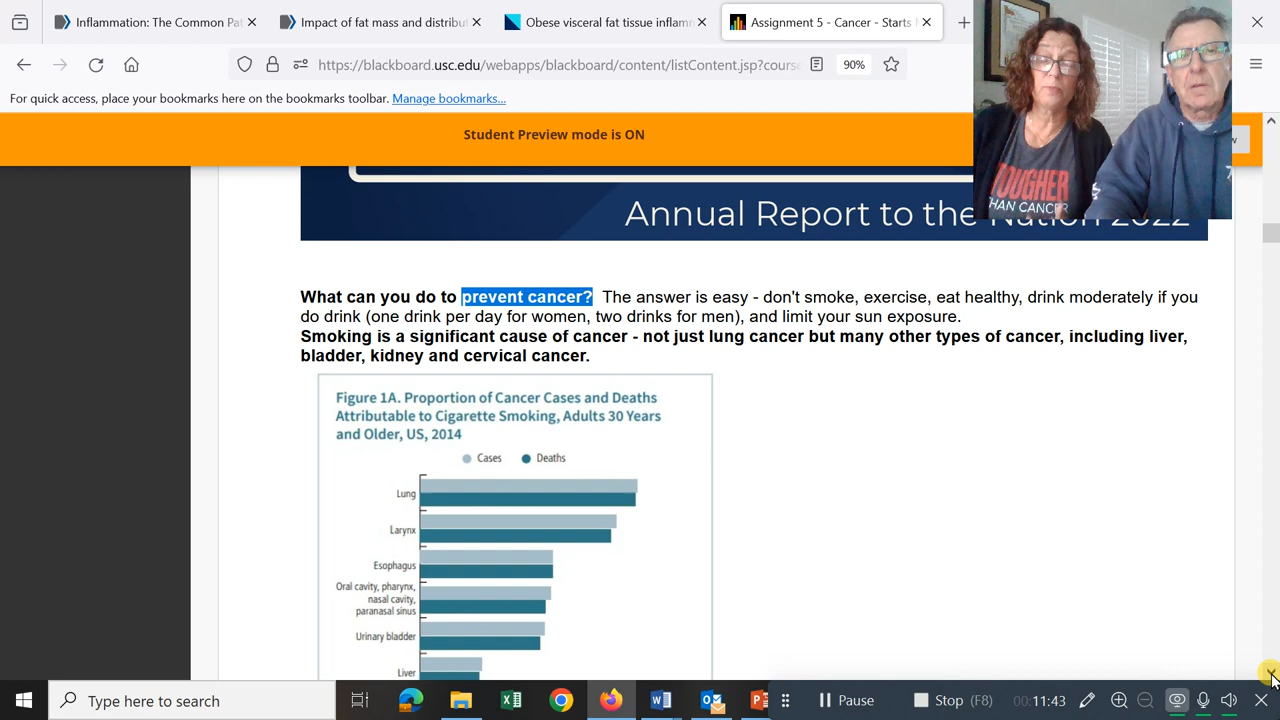 Inflammation: The Common Pa
Impact of fat mass and distribut
Obese visceral fat tissue inflamn
Assignment 5 - Cancer - Starts
https://blackboard.usc.edu/webapps/blackboard/content/listContent.jsp?course
90%
For quick access, place your bookmarks here on the bookmarks toolbar. Manage bookmarks...
Student Preview mode is ON
TOUGHER
THAN CANCER
Annual Report to the Nation 2022
What can you do to prevent cancer? The answer is easy - don't smoke, exercise, eat healthy, drink moderately if you
do drink (one drink per day for women, two drinks for men), and limit your sun exposure.
Smoking is a significant cause of cancer - not just lung cancer but many other types of cancer, including liver,
bladder, kidney and cervical cancer.
Figure 1A. Proportion of Cancer Cases and Deaths
Attributable to Cigarette Smoking, Adults 30 Years
and Older, US, 2014
Cases Deaths
Lung
Larynx
Esophagus
Oral cavity, pharynx,
nasal cavity,
paranasal sinus
Urinary bladder
Liver
Type here to search
Pause
Stop (F8)
00:11:43